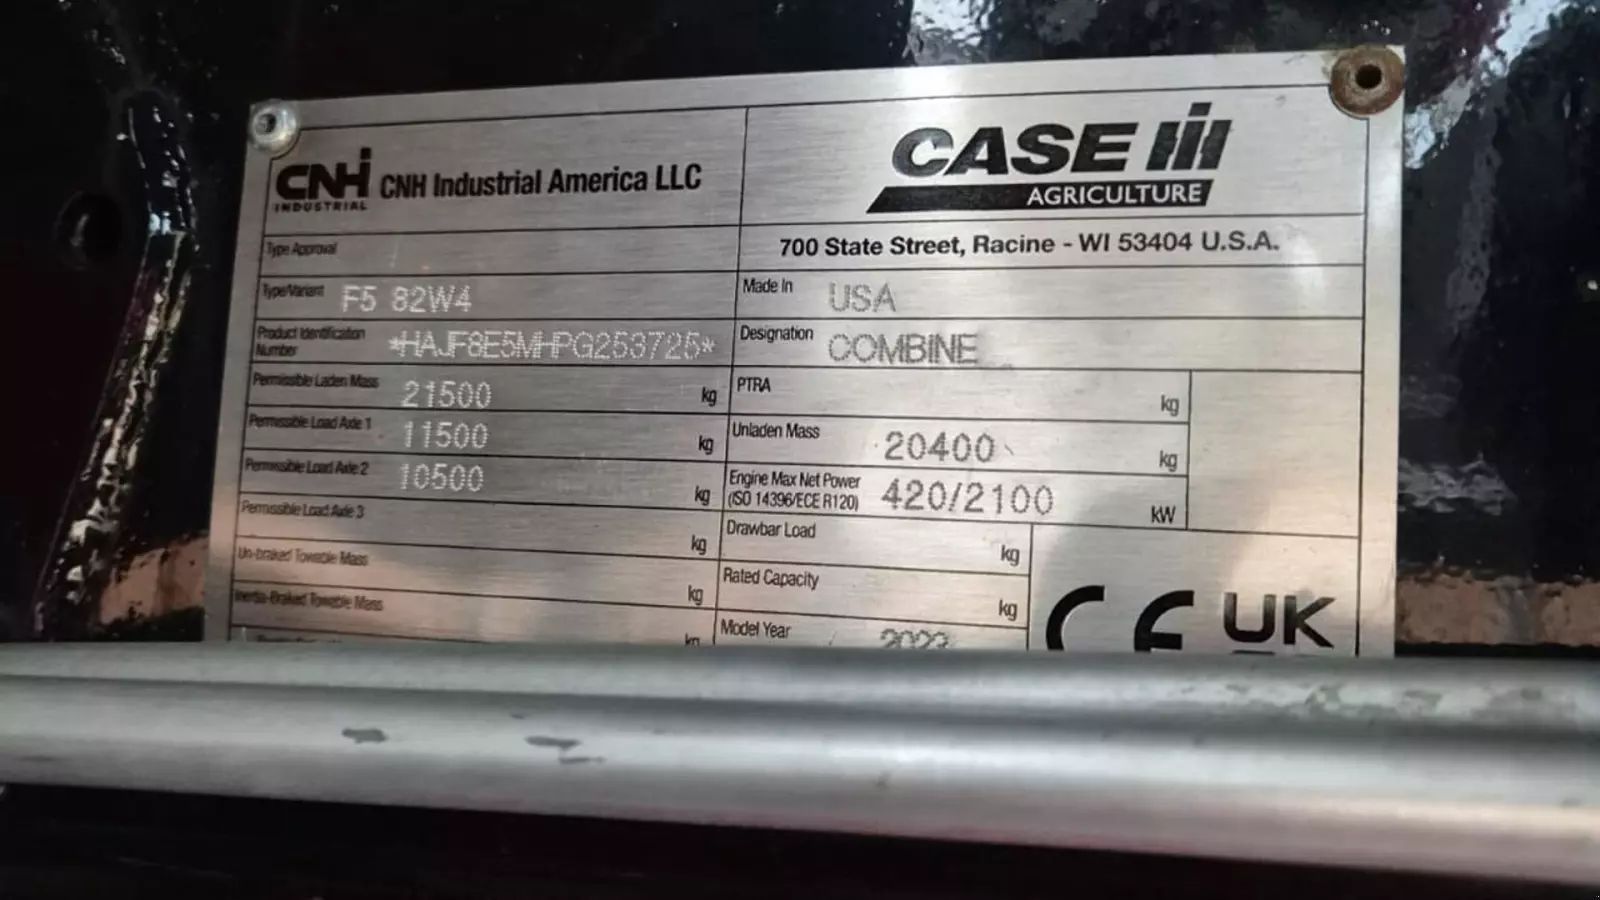 CNH INDUSTRIAL CNH Industrial America LLC
CASE IH
AGRICULTURE
Type Approval
700 State Street, Racine - WI 53404 U.S.A.
Type/Variant F5 82W4
Made In USA
Product Identification Number *HAJF8E5MHPG253725*
Designation COMBINE
Permissible Laden Mass 21500 kg
PTRA kg
Permissible Load Axle 1 11500 kg
Unladen Mass 20400 kg
Permissible Load Axle 2 10500 kg
Engine Max Net Power
(ISO 14396/ECE R120) 420/2100 kW
Permissible Load Axle 3 kg
Drawbar Load kg
Un-braked Towable Mass kg
Rated Capacity kg
Inertia-Braked Towable Mass kg
Model Year 2023
CE UK